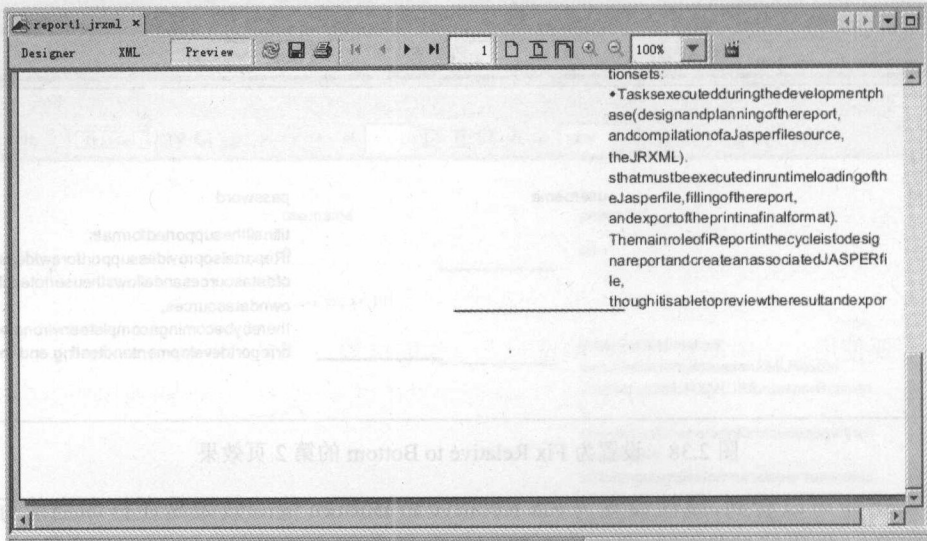 report1.jrxml ×
Designer XML Preview 1 100%
tionsets:
•Tasksexecutedduringthedevelopmentph
ase(designandplanningofthereport,
andcompilationofaJasperfilesource,
theJRXML).
sthatmustbeexecutedinruntimeloadingofth
eJasperfile,fillingofthereport,
andexportoftheprintinafinalformat).
ThemainroleofiReportinthecycleistodesig
nareportandcreateanassociatedJASPERfi
le,
thoughitisabletopreviewtheresultandexpor
password
tinallthesupportedformats.
图 2.38 设置为 Fix Relative to Bottom 的第 2 页效果